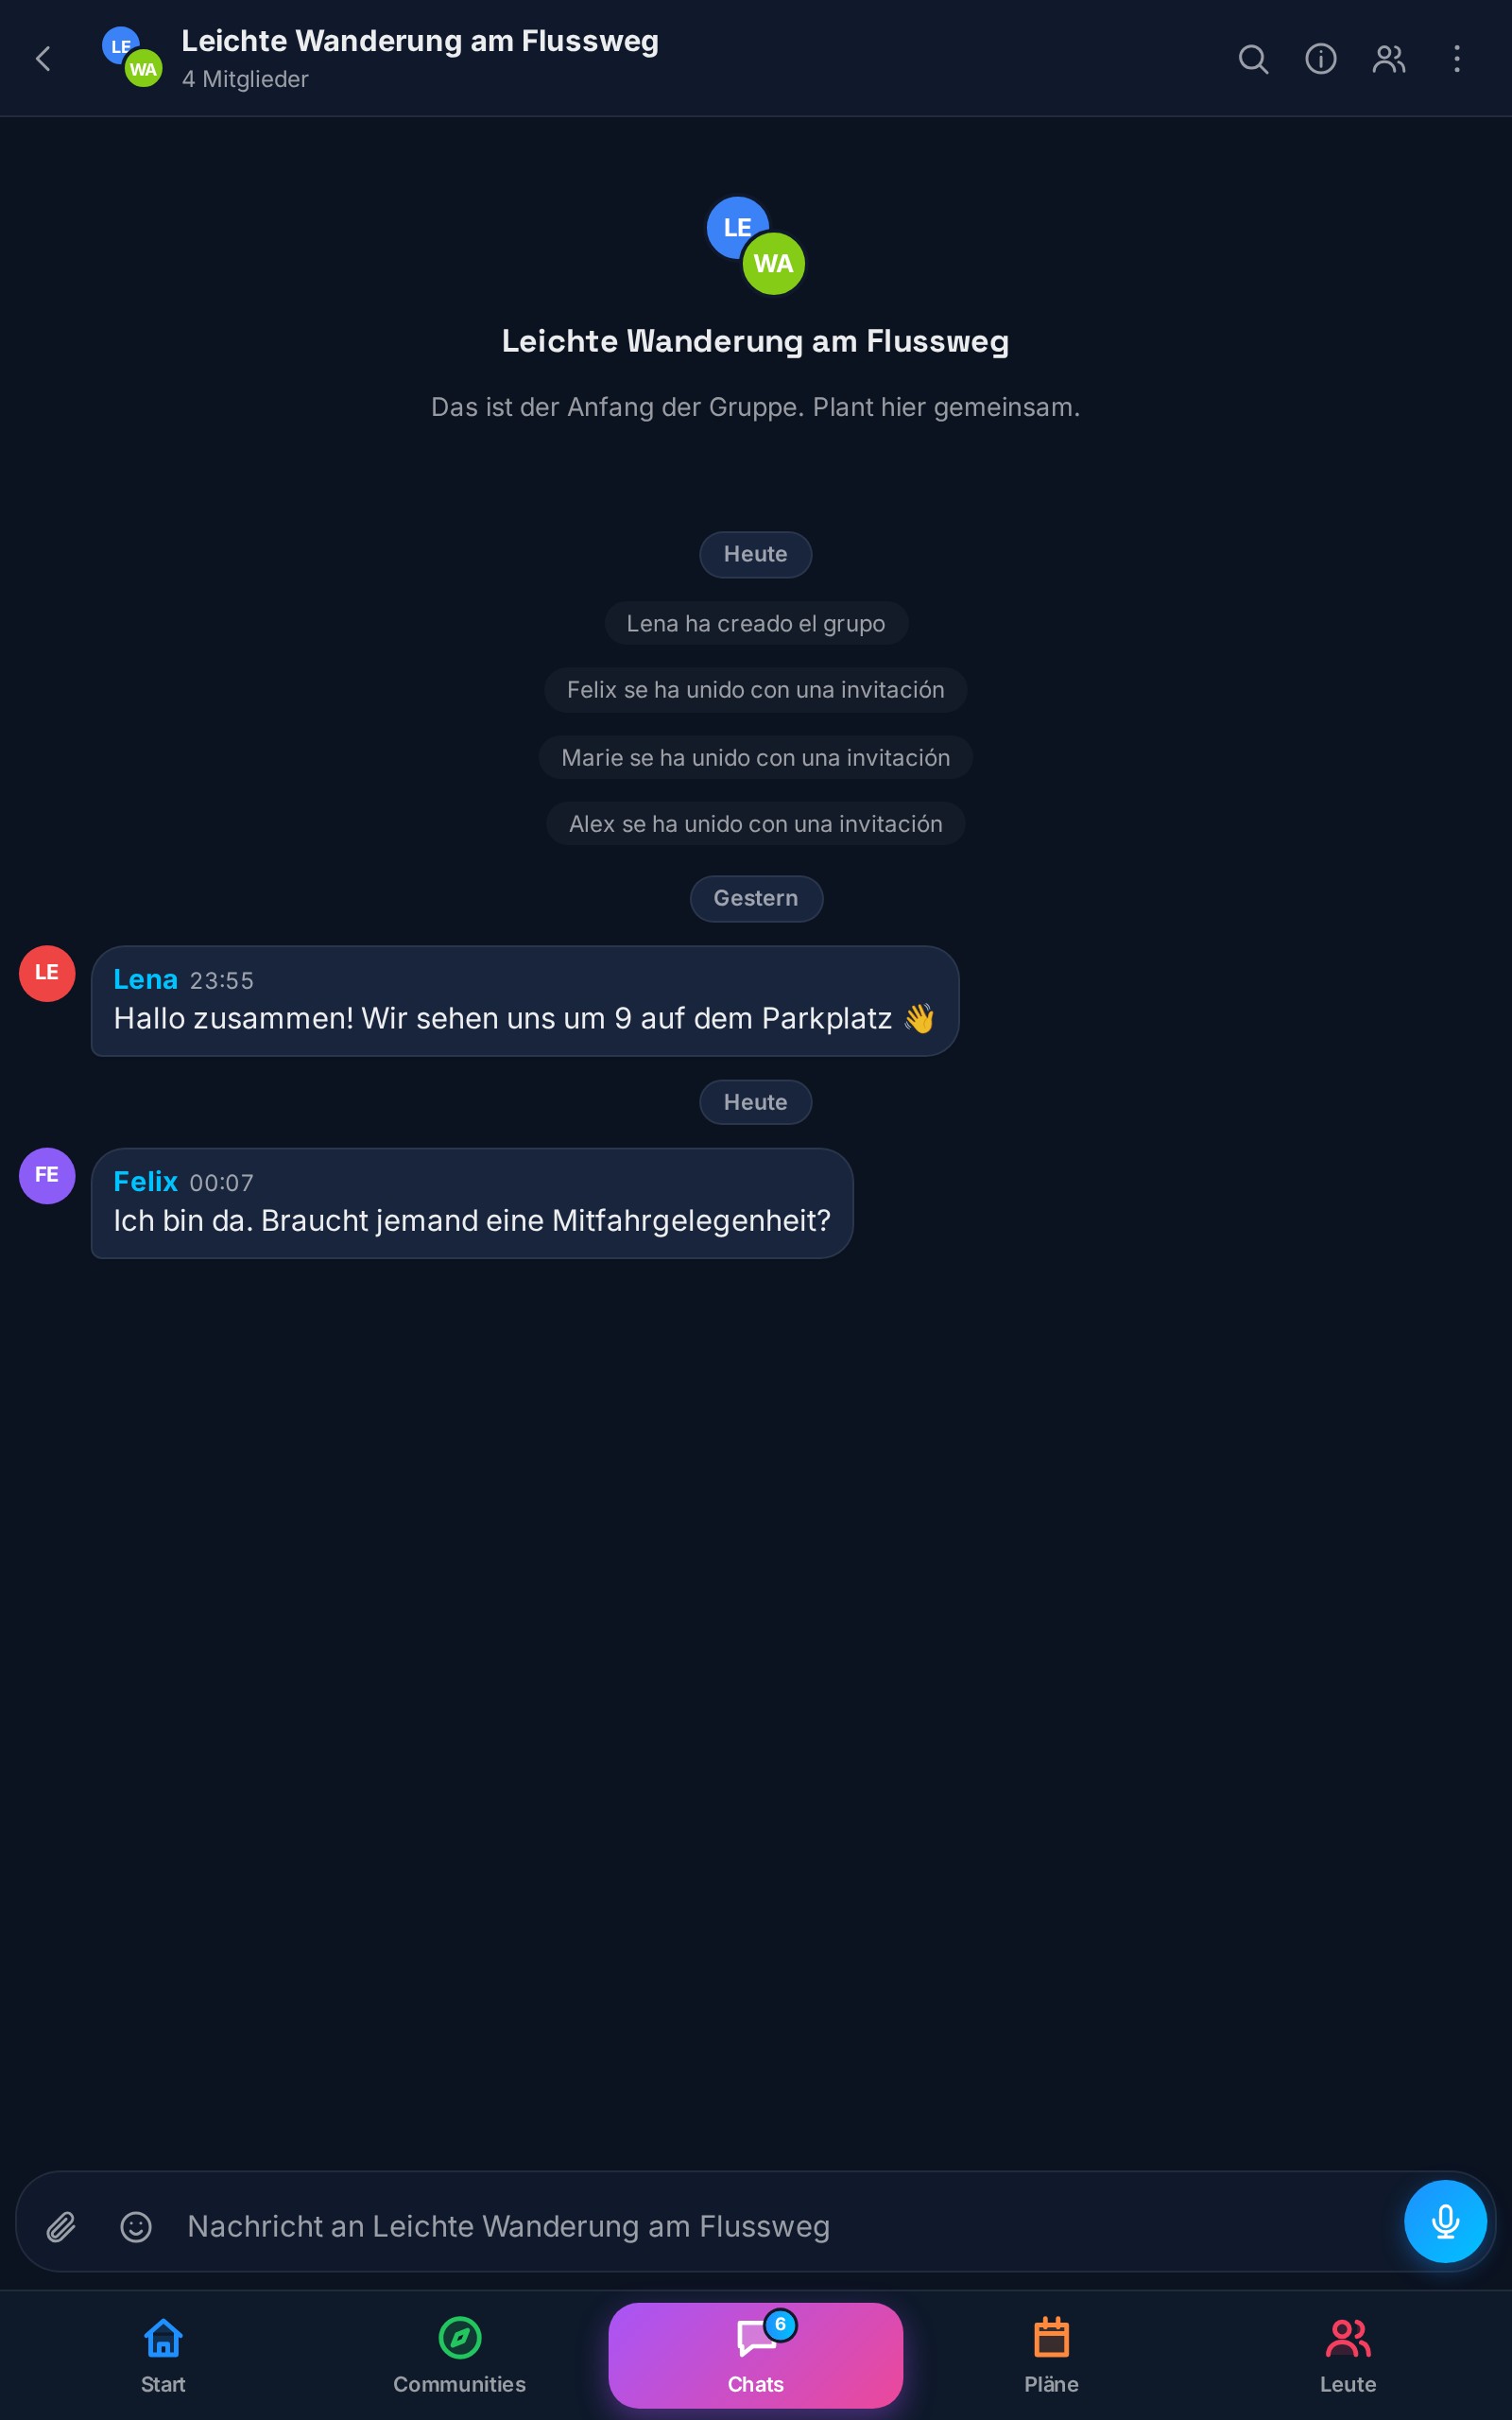 LE
WA
Leichte Wanderung am Flussweg
4 Mitglieder
LE
WA
Leichte Wanderung am Flussweg
Das ist der Anfang der Gruppe. Plant hier gemeinsam.
Heute
Lena ha creado el grupo
Felix se ha unido con una invitación
Marie se ha unido con una invitación
Alex se ha unido con una invitación
Gestern
LE
Lena 23:55
Hallo zusammen! Wir sehen uns um 9 auf dem Parkplatz 👋
Heute
FE
Felix 00:07
Ich bin da. Braucht jemand eine Mitfahrgelegenheit?
Nachricht an Leichte Wanderung am Flussweg
6
Start
Communities
Chats
Pläne
Leute